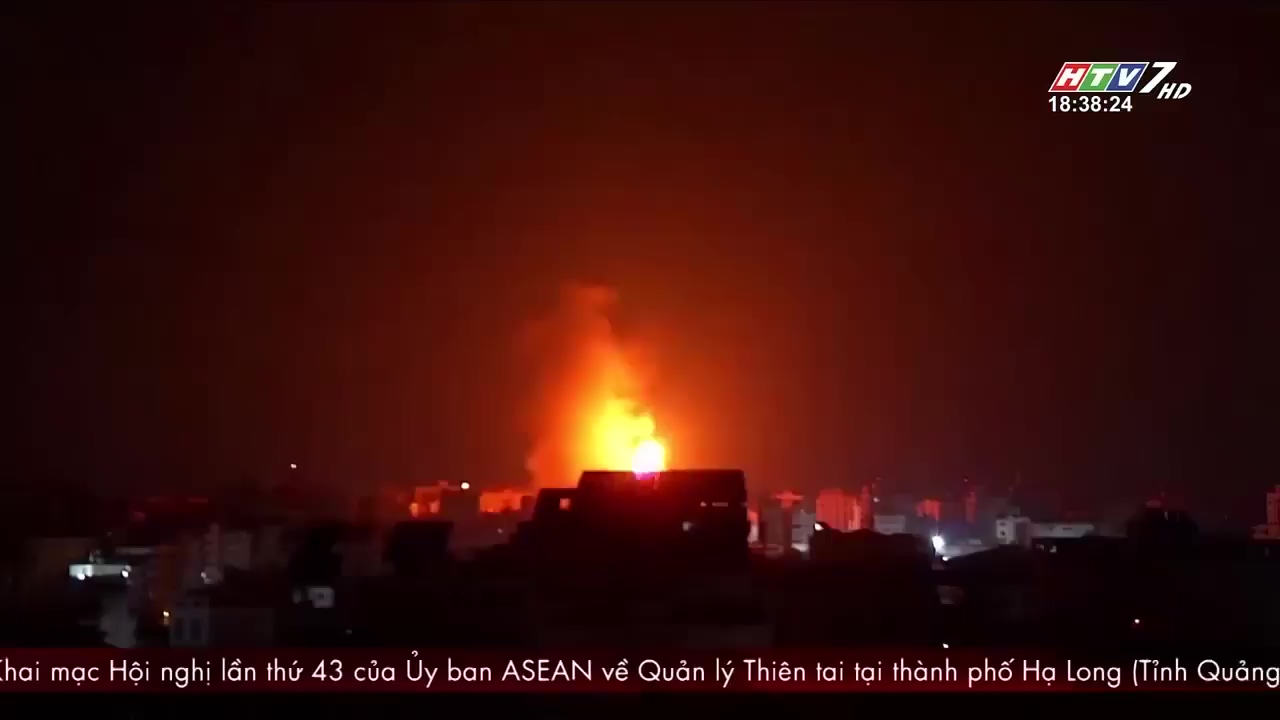 HTV7 HD
18:38:24
Khai mạc Hội nghị lần thứ 43 của Ủy ban ASEAN về Quản lý Thiên tai tại thành phố Hạ Long (Tỉnh Quảng